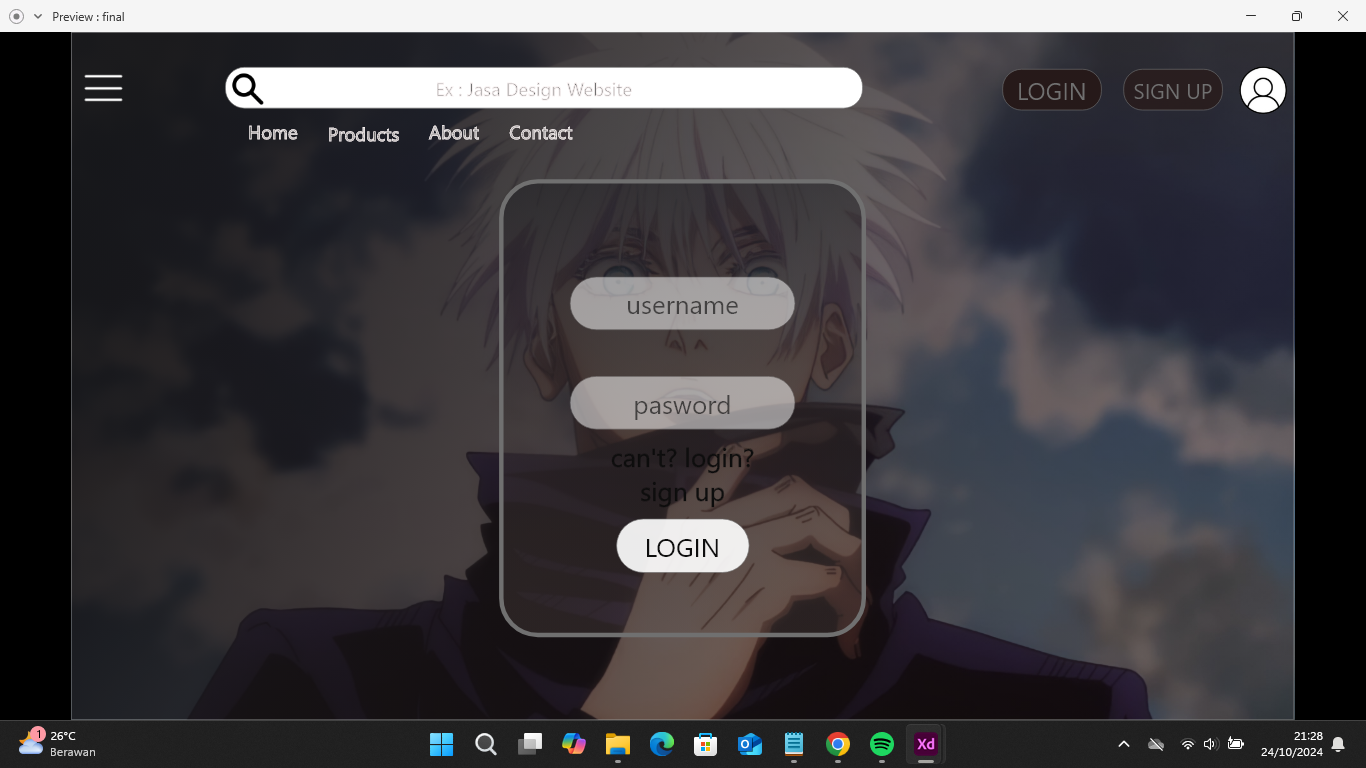 Preview : final
Ex : Jasa Design Website
LOGIN
SIGN UP
Home
Products
About
Contact
username
pasword
can't? login?
sign up
LOGIN
1
26°C
Berawan
Xd
21:28
24/10/2024